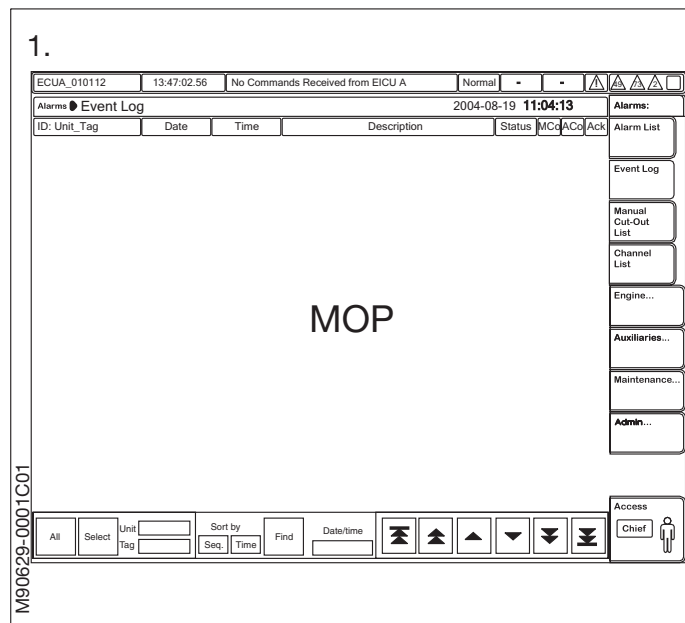 1.
ECUA_010112 13:47:02.56 No Commands Received from EICU A Normal - - ! 49 73 2
Alarms Event Log 2004-08-19 11:04:13 Alarms:
ID: Unit_Tag Date Time Description Status MCo ACo Ack
Alarm List
Event Log
Manual
Cut-Out
List
Channel
List
MOP
Engine...
Auxiliaries...
Maintenance...
Admin...
All Select Unit Tag Sort by Seq. Time Find Date/time
Access
Chief
M90629-0001C01